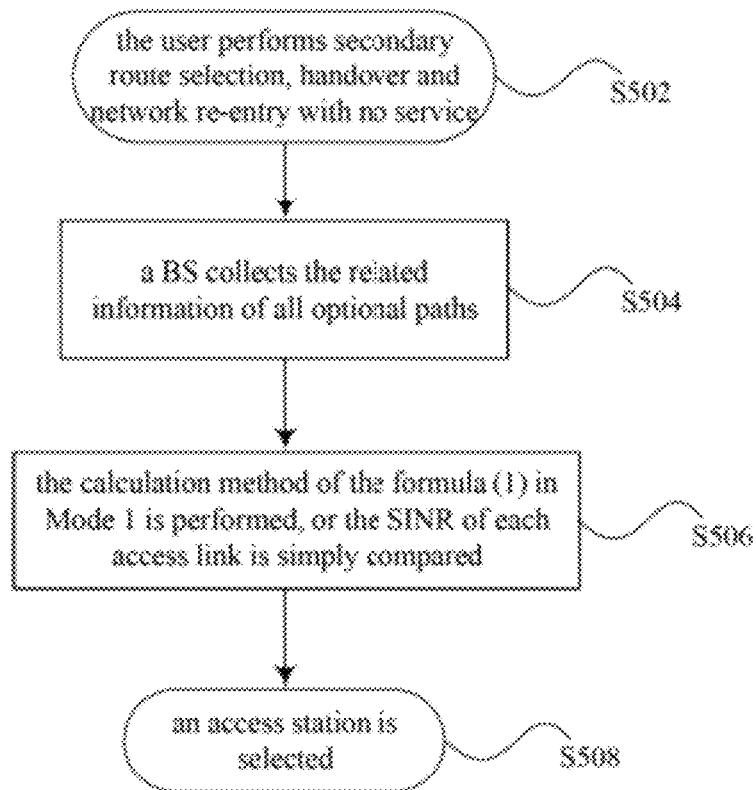 the user performs secondary
route selection, handover and
network re-entry with no service
S502
a BS collects the related
information of all optional paths
S504
the calculation method of the formula (1) in
Mode 1 is performed, or the SINR of each
access link is simply compared
S506
an access station is
selected
S508